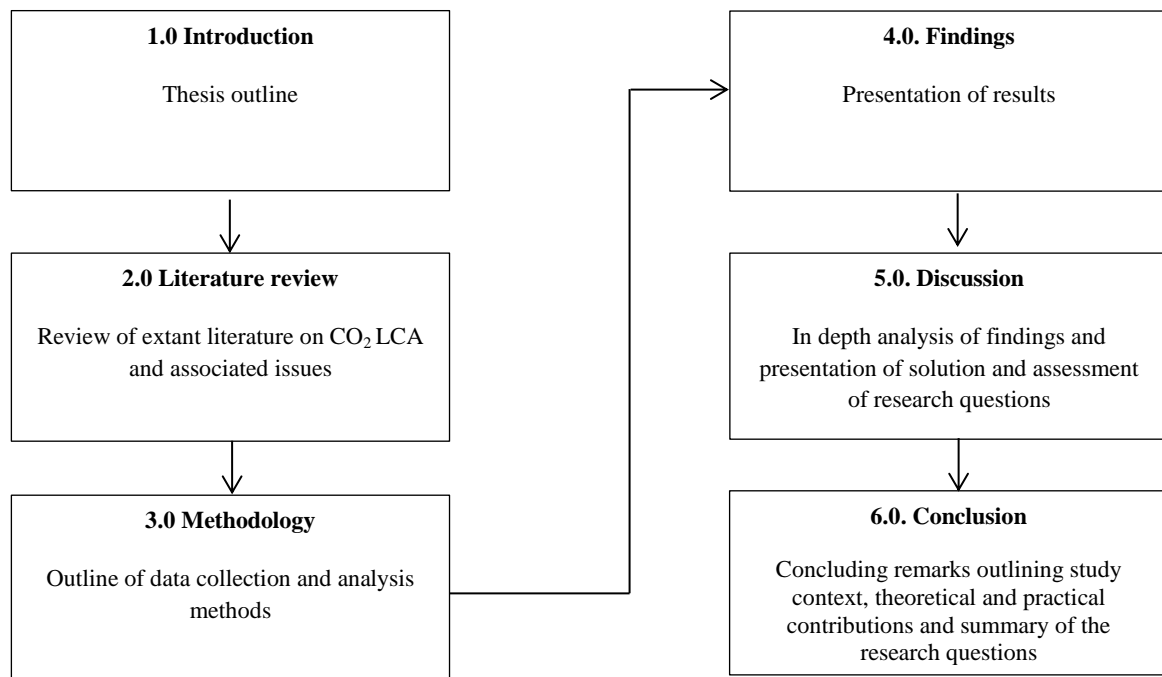 1.0 Introduction
Thesis outline
2.0 Literature review
Review of extant literature on CO₂ LCA
and associated issues
3.0 Methodology
Outline of data collection and analysis
methods
4.0. Findings
Presentation of results
5.0. Discussion
In depth analysis of findings and
presentation of solution and assessment
of research questions
6.0. Conclusion
Concluding remarks outlining study
context, theoretical and practical
contributions and summary of the
research questions